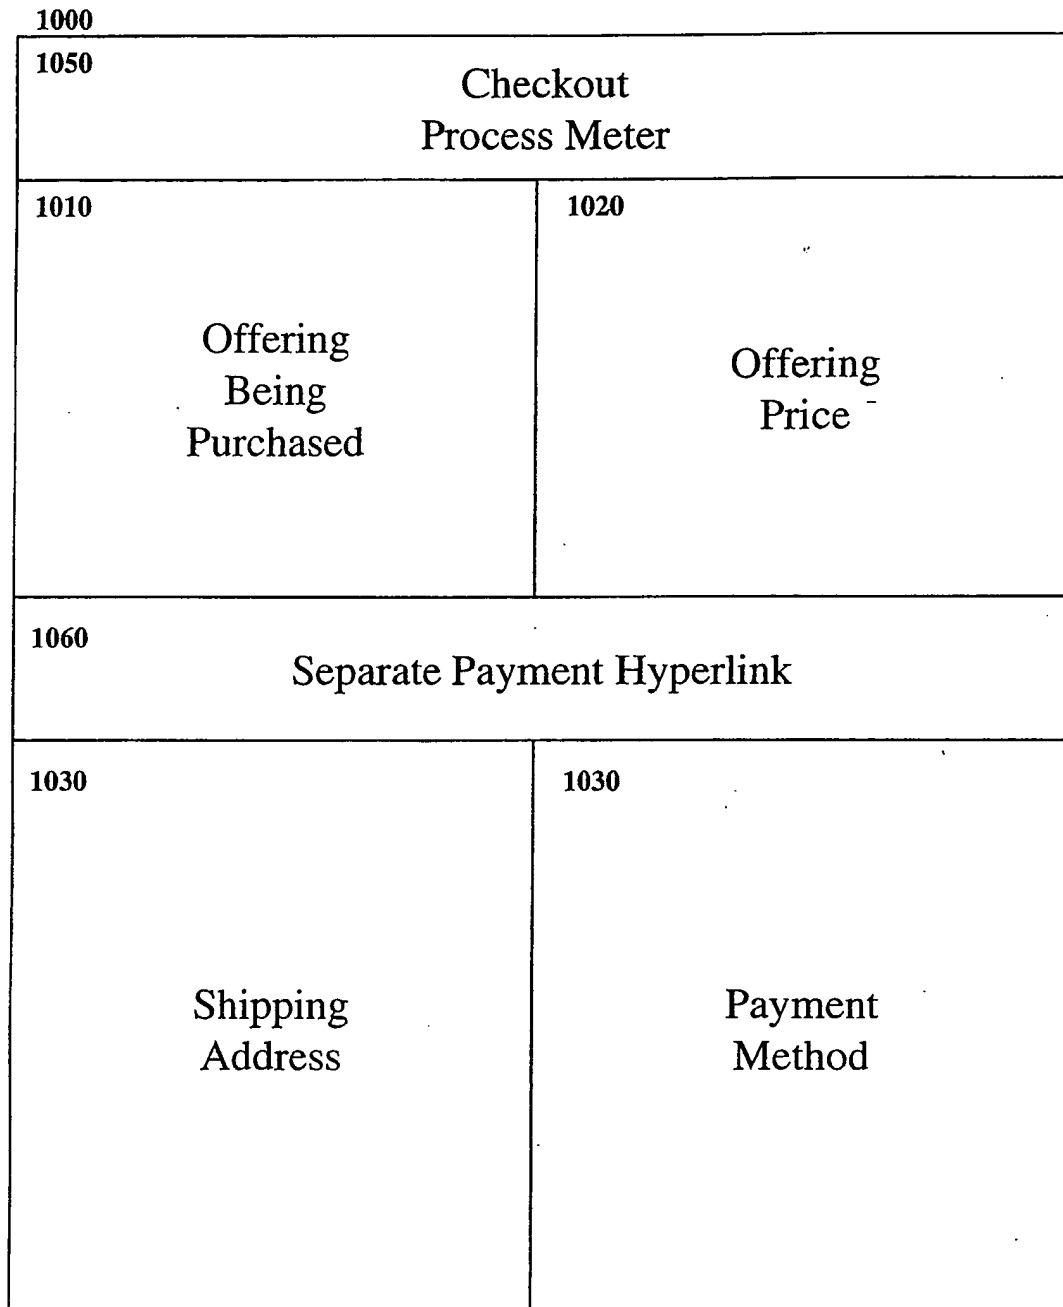 1000
1050
Checkout
Process Meter
1010
Offering
Being
Purchased
1020
Offering
Price
1060
Separate Payment Hyperlink
1030
Shipping
Address
1030
Payment
Method